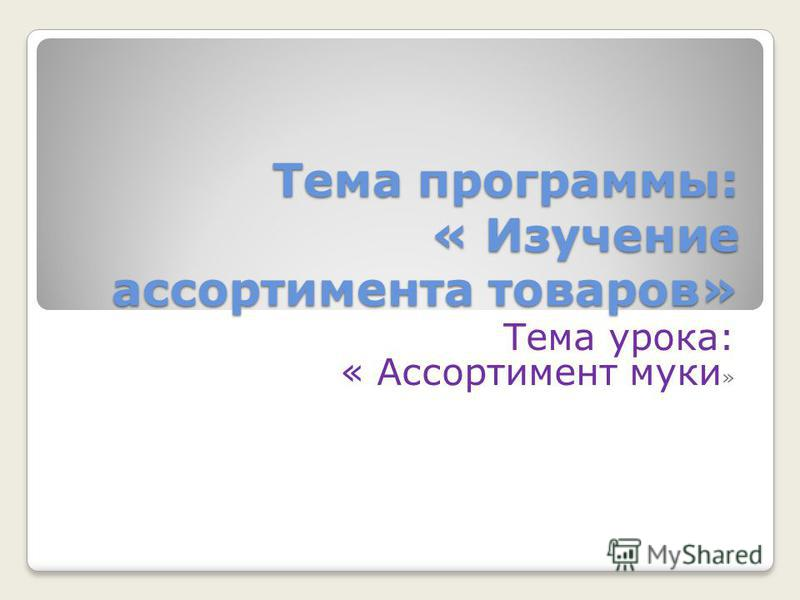 Тема программы:
« Изучение
ассортимента товаров»
Тема урока:
« Ассортимент муки»
MyShared